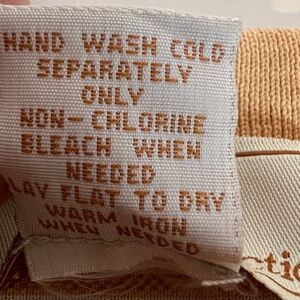 HAND WASH COLD
SEPARATELY
ONLY
NON-CHLORINE
BLEACH WHEN
NEEDED
LAY FLAT TO DRY
WARM IRON
WHEN NEEDED